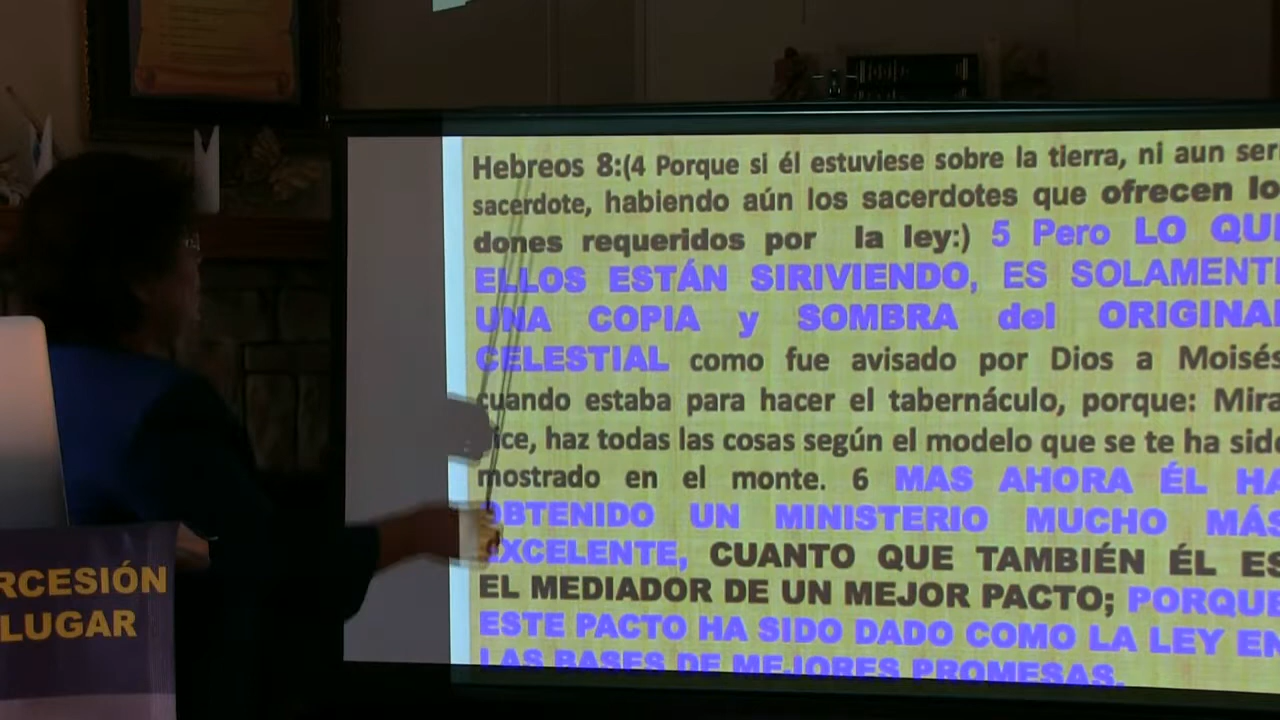 Hebreos 8:(4 Porque si él estuviese sobre la tierra, ni aun ser
sacerdote, habiendo aún los sacerdotes que ofrecen lo
dones requeridos por la ley:) 5 Pero LO QUE
ELLOS ESTÁN SIRIVIENDO, ES SOLAMENTE
UNA COPIA y SOMBRA del ORIGINAL
CELESTIAL como fue avisado por Dios a Moisés
cuando estaba para hacer el tabernáculo, porque: Mira
ice, haz todas las cosas según el modelo que se te ha sido
mostrado en el monte. 6 MAS AHORA ÉL HA
OBTENIDO UN MINISTERIO MUCHO MÁS
EXCELENTE, CUANTO QUE TAMBIÉN ÉL ES
EL MEDIADOR DE UN MEJOR PACTO; PORQUE
ESTE PACTO HA SIDO DADO COMO LA LEY EN
LAS BASES DE MEJORES PROMESAS.
RCESIÓN
LUGAR